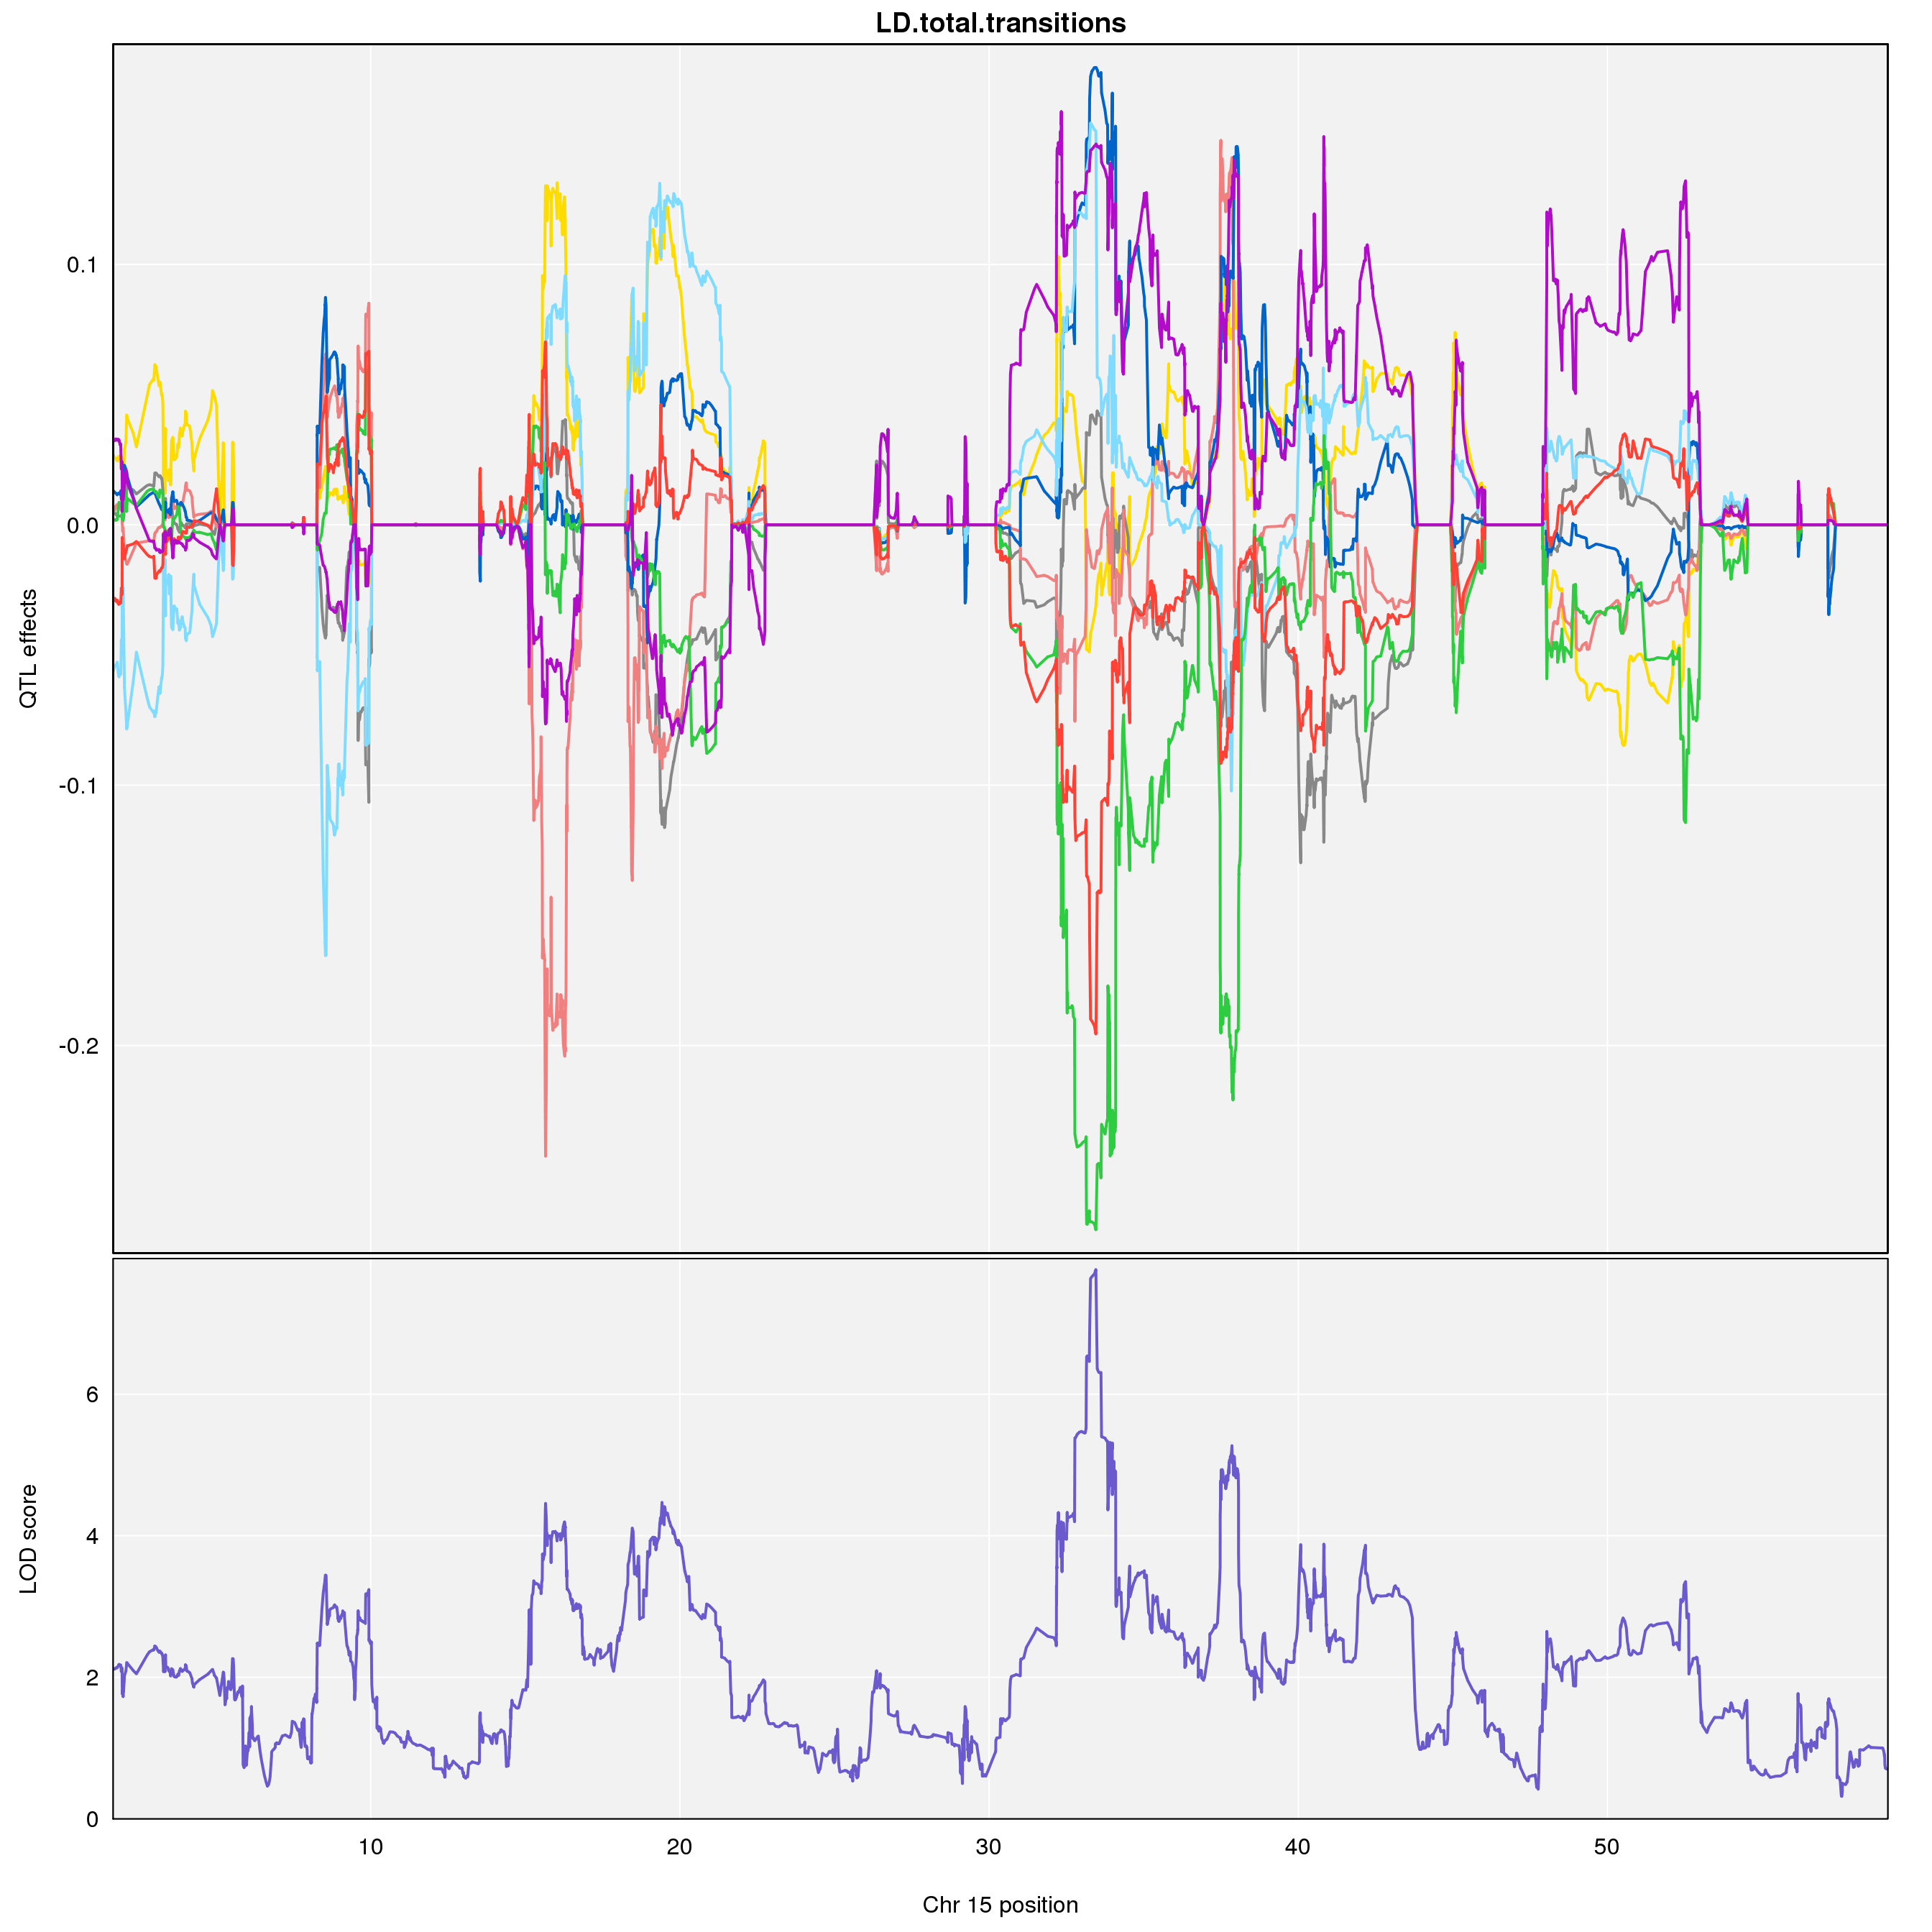 LD.total.transitions
QTL effects
0.1
0.0
-0.1
-0.2
LOD score
6
4
2
0
10 20 30 40 50
Chr 15 position